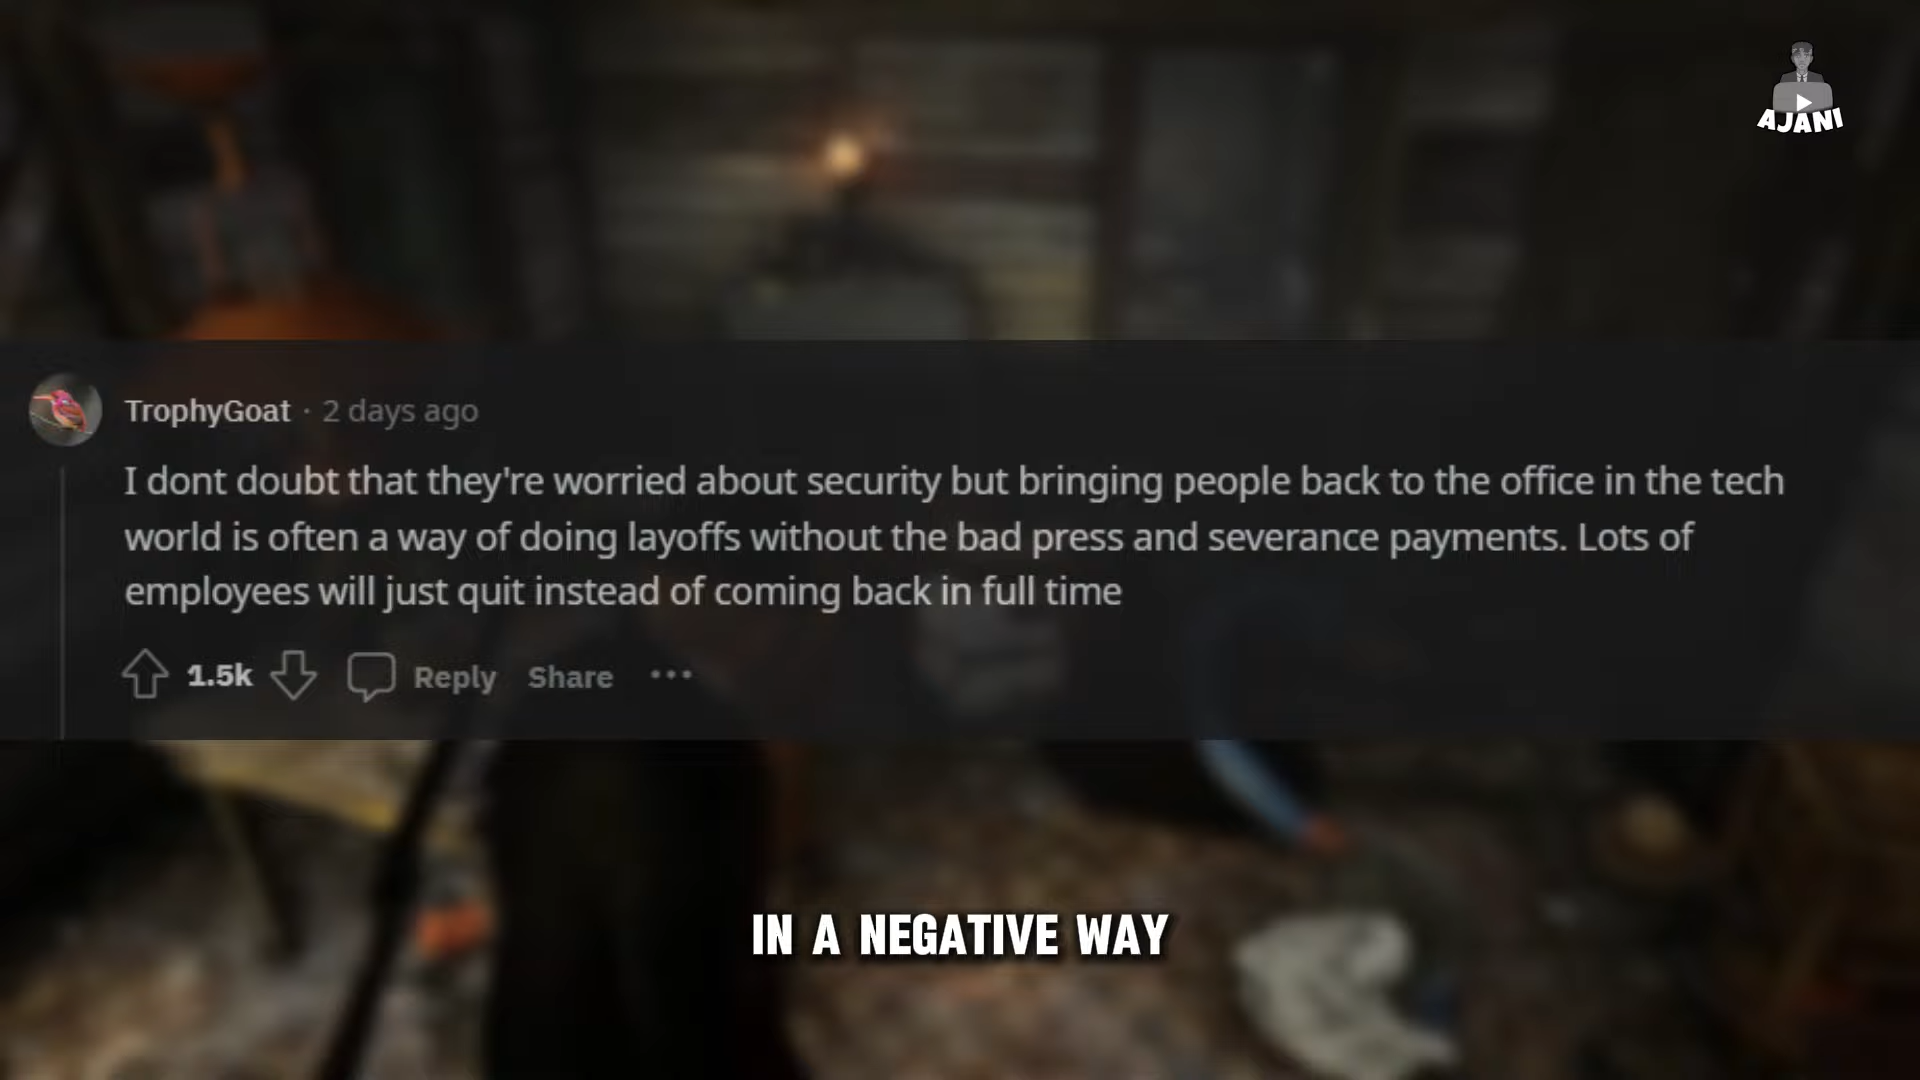 AJANI
TrophyGoat · 2 days ago
I dont doubt that they're worried about security but bringing people back to the office in the tech
world is often a way of doing layoffs without the bad press and severance payments. Lots of
employees will just quit instead of coming back in full time
1.5k Reply Share ···
IN A NEGATIVE WAY